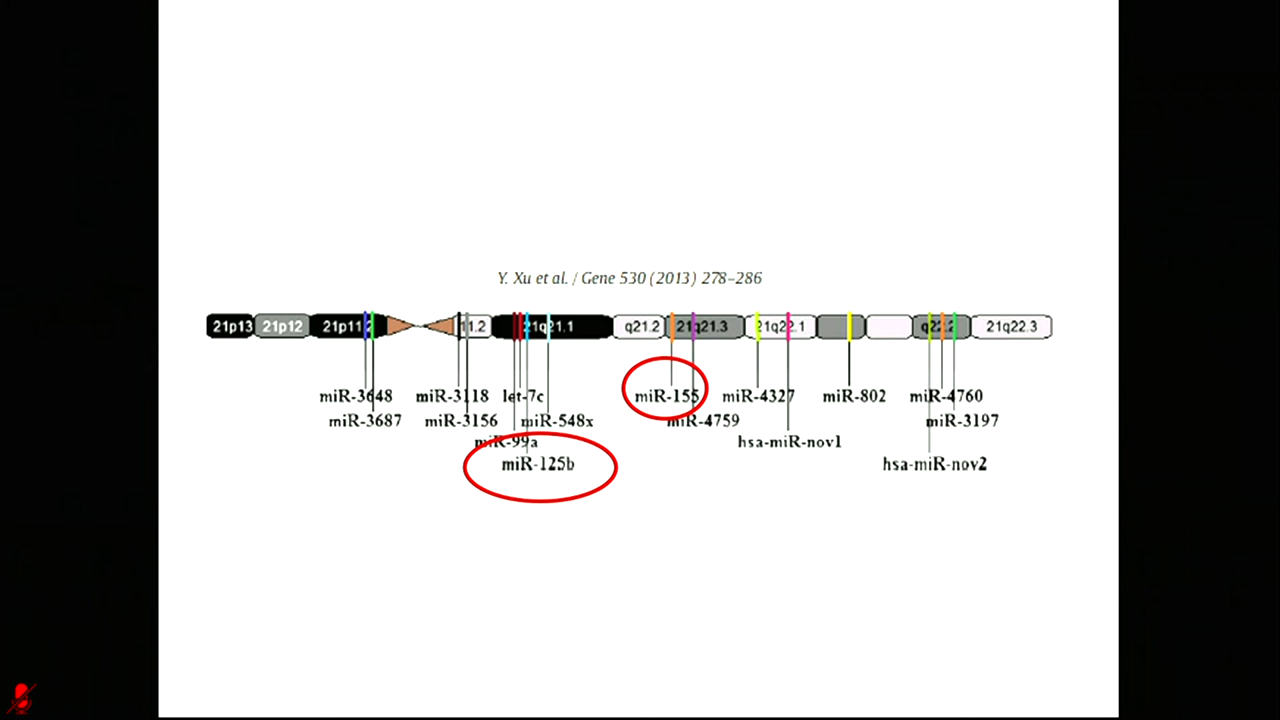 Y. Xu et al. / Gene 530 (2013) 278–286
21p13 21p12 21p11.2 11.2 21q21.1 q21.2 21q21.3 21q22.1 q22.2 21q22.3
miR-3648 miR-3118 let-7c miR-155 miR-4327 miR-802 miR-4760
miR-3687 miR-3156 miR-548x miR-4759 miR-3197
miR-99a hsa-miR-nov1
miR-125b hsa-miR-nov2